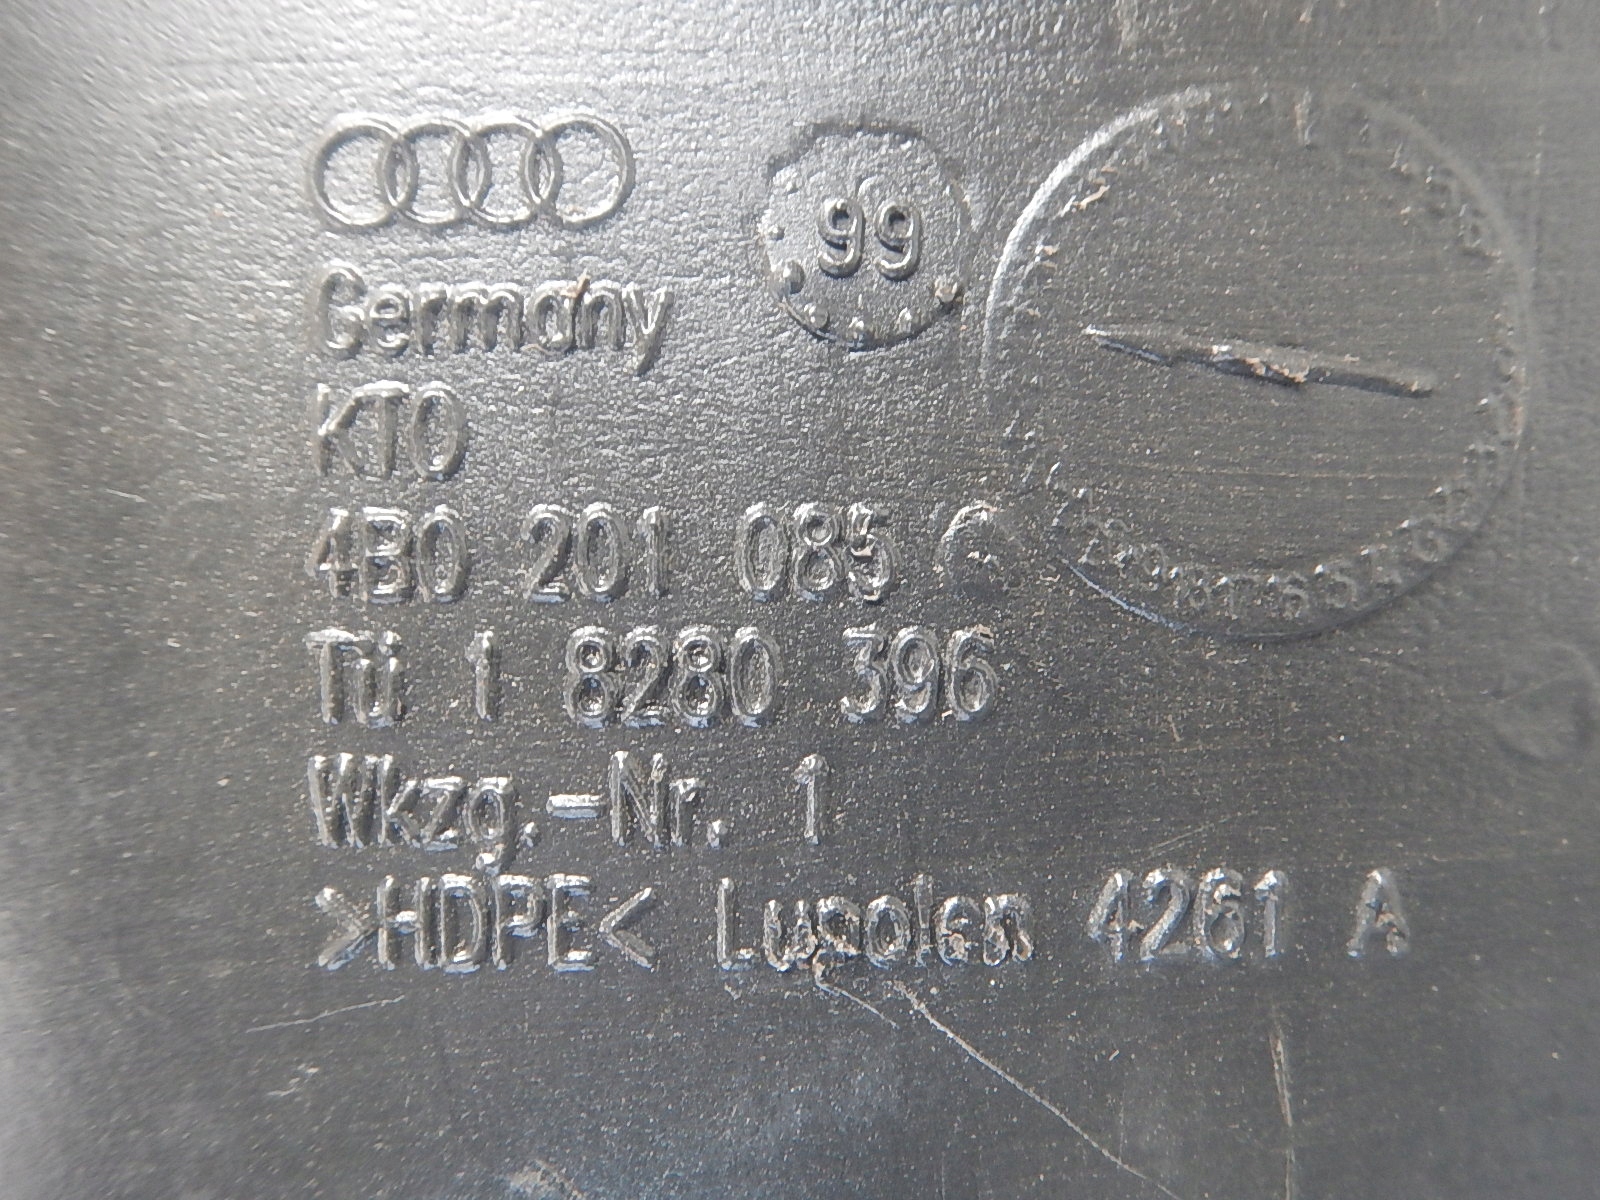 99
Germany
KTO
4B0 201 085
Tü 1 8280 396
Wkzg.-Nr. 1
>HDPE< Lupolen 4261 A